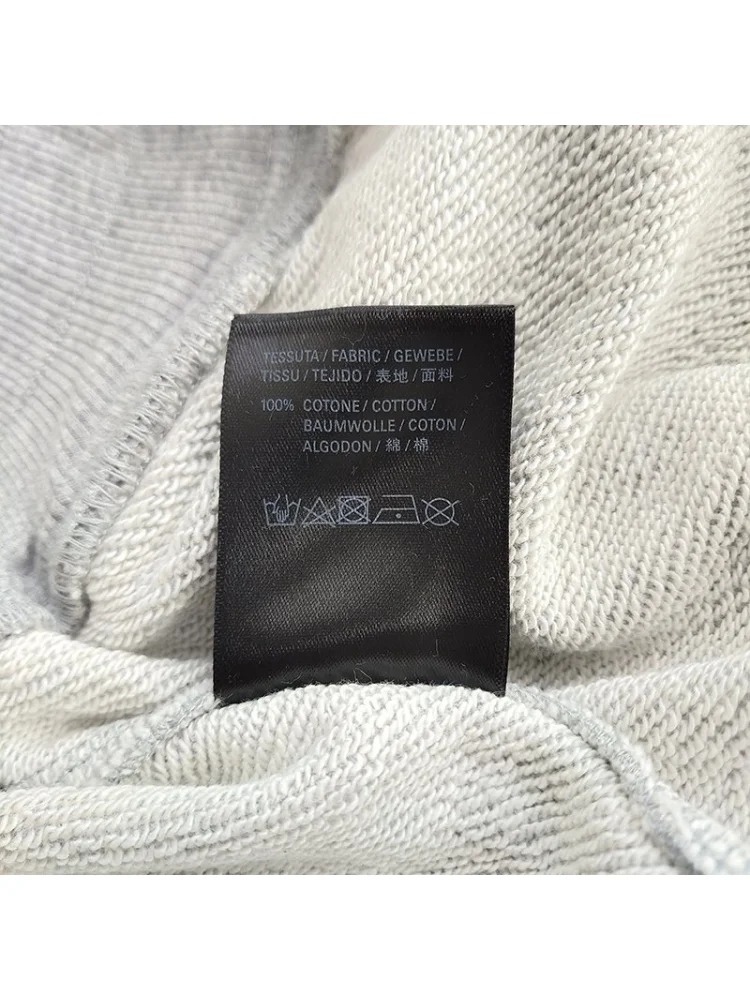 TESSUTA / FABRIC / GEWEBE /
TISSU / TEJIDO / 表地 / 面料
100% COTONE / COTTON /
BAUMWOLLE / COTON /
ALGODON / 綿 / 棉